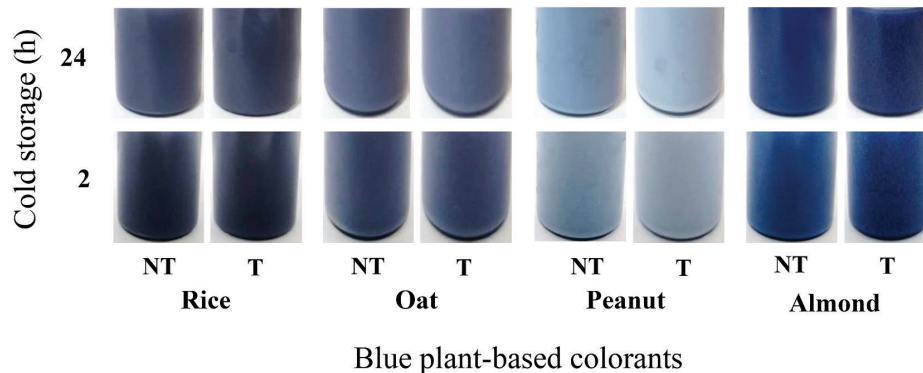 Cold storage (h)
24
2
NT T NT T NT T NT T
Rice Oat Peanut Almond
Blue plant-based colorants